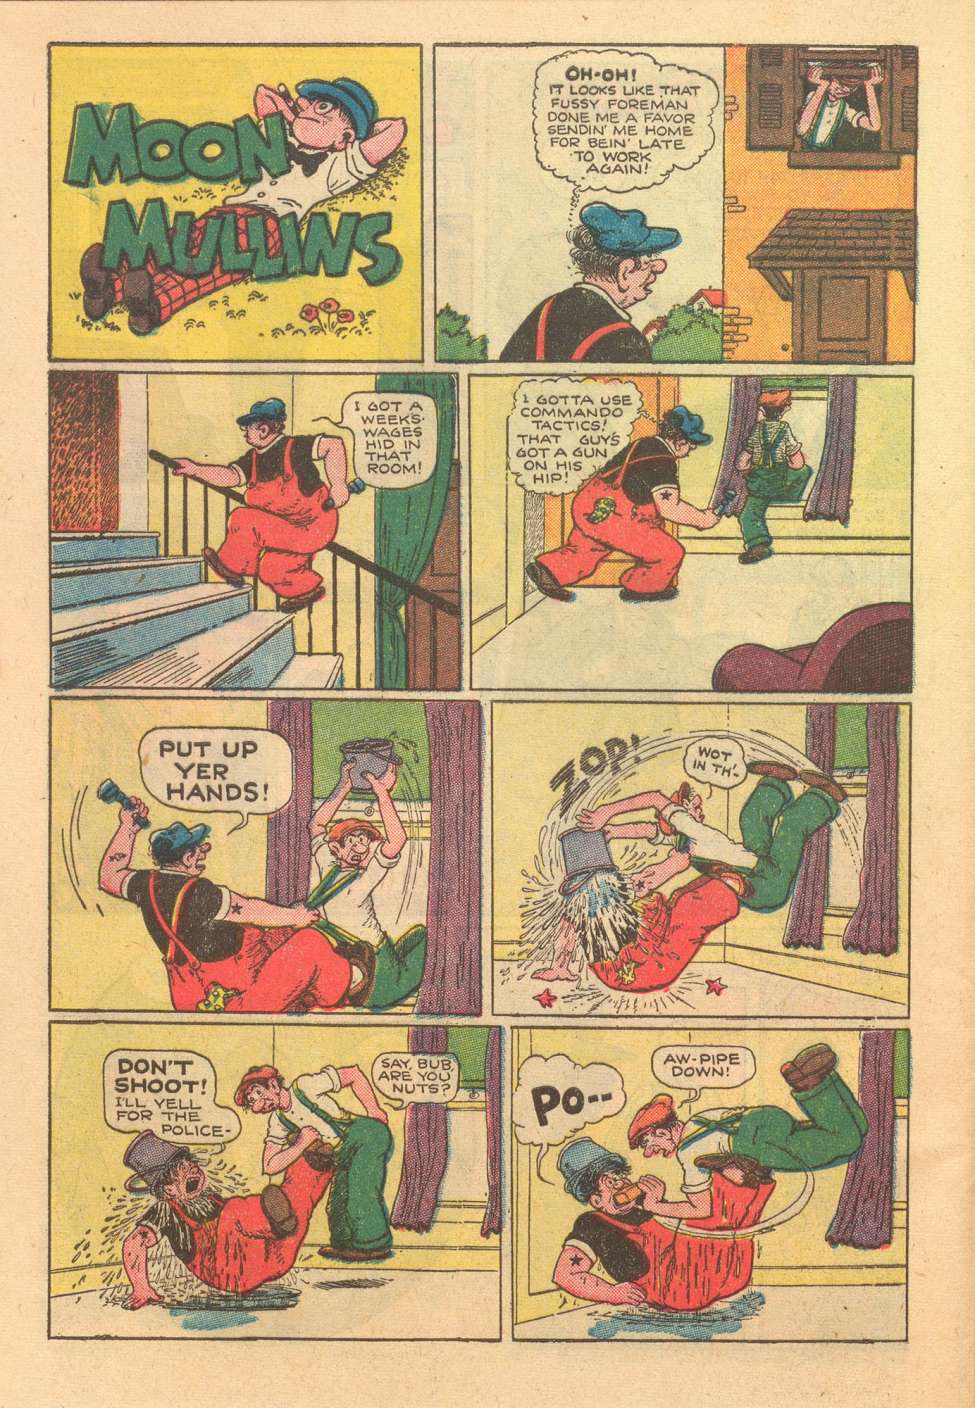 MOON
MULLINS
OH-OH!
IT LOOKS LIKE THAT
FUSSY FOREMAN
DONE ME A FAVOR
SENDIN' ME HOME
FOR BEIN' LATE
TO WORK
AGAIN!
I GOT A
WEEK'S
WAGES
HID IN
THAT
ROOM!
I GOTTA USE
COMMANDO
TACTICS!
THAT GUY'S
GOT A GUN
ON HIS
HIP!
PUT UP
YER
HANDS!
ZOP!
WOT
IN TH'-
DON'T
SHOOT!
I'LL YELL
FOR THE
POLICE-
SAY, BUB,
ARE YOU
NUTS?
PO--
AW-PIPE
DOWN!